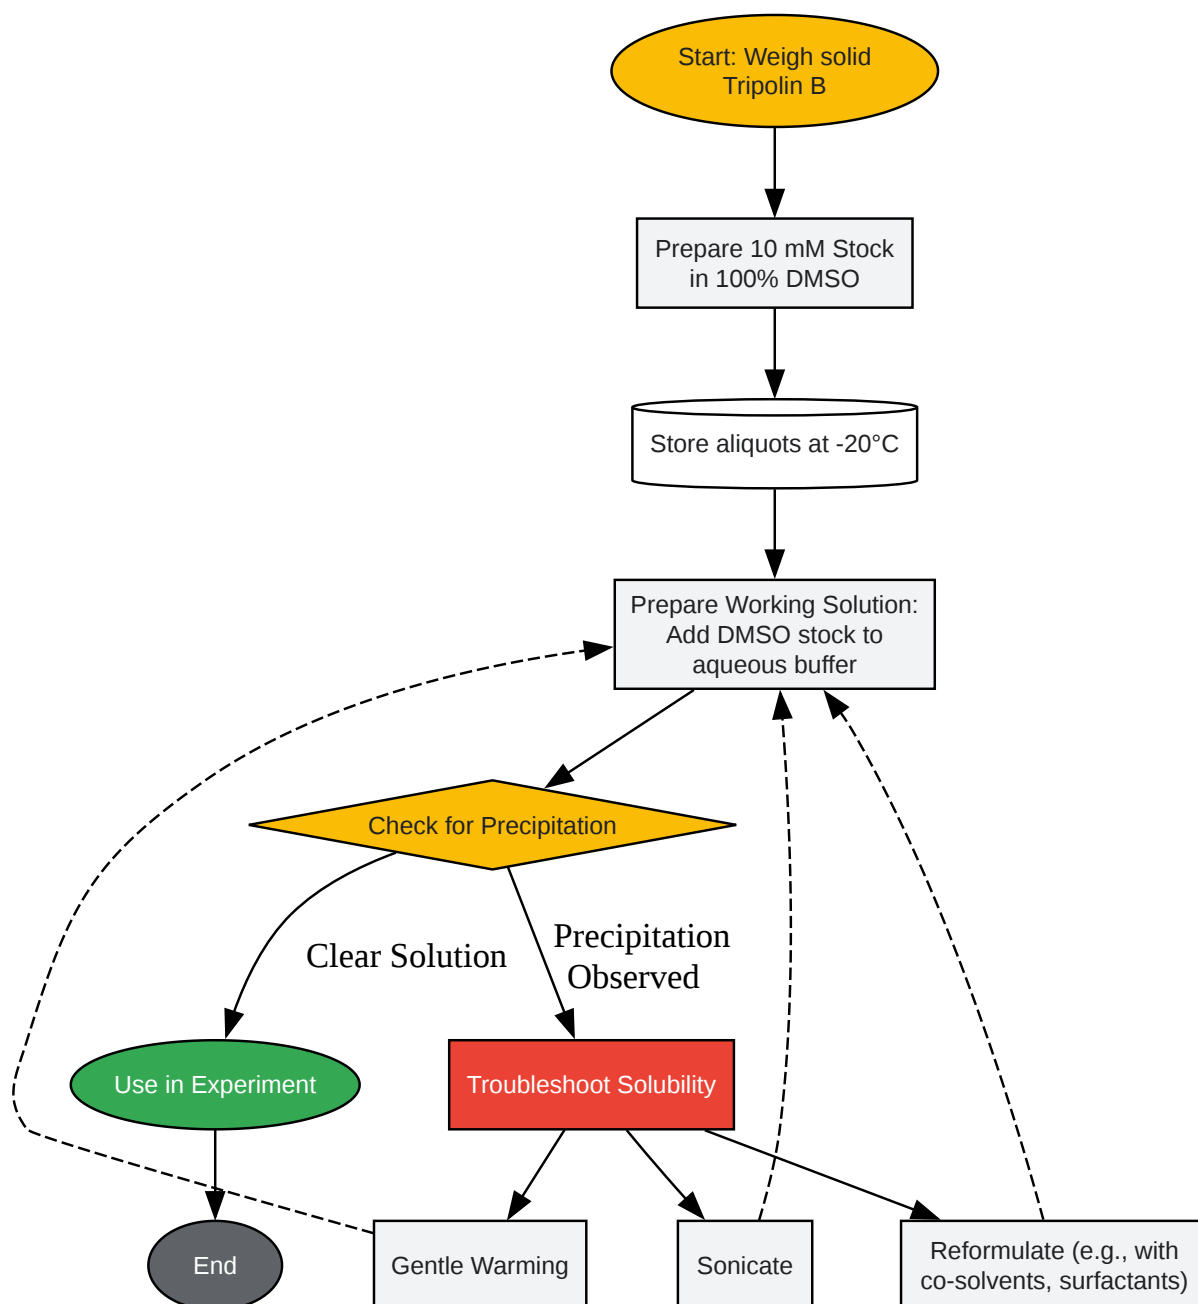 Start: Weigh solid
Tripolin B
Prepare 10 mM Stock
in 100% DMSO
Store aliquots at -20°C
Prepare Working Solution:
Add DMSO stock to
aqueous buffer
Check for Precipitation
Clear Solution
Precipitation
Observed
Use in Experiment
Troubleshoot Solubility
End
Gentle Warming
Sonicate
Reformulate (e.g., with
co-solvents, surfactants)